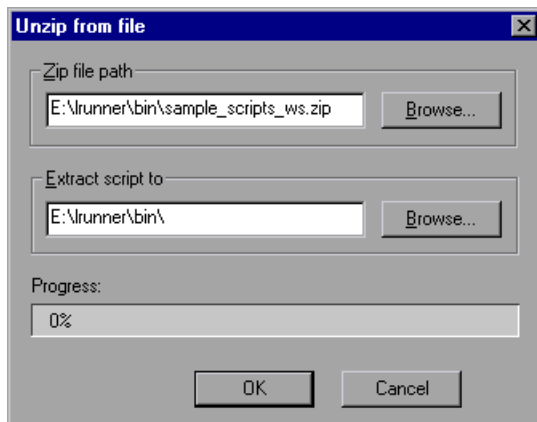 Unzip from file
Zip file path
E:\lrunner\bin\sample_scripts_ws.zip Browse...
Extract script to
E:\lrunner\bin\ Browse...
Progress:
0%
OK Cancel